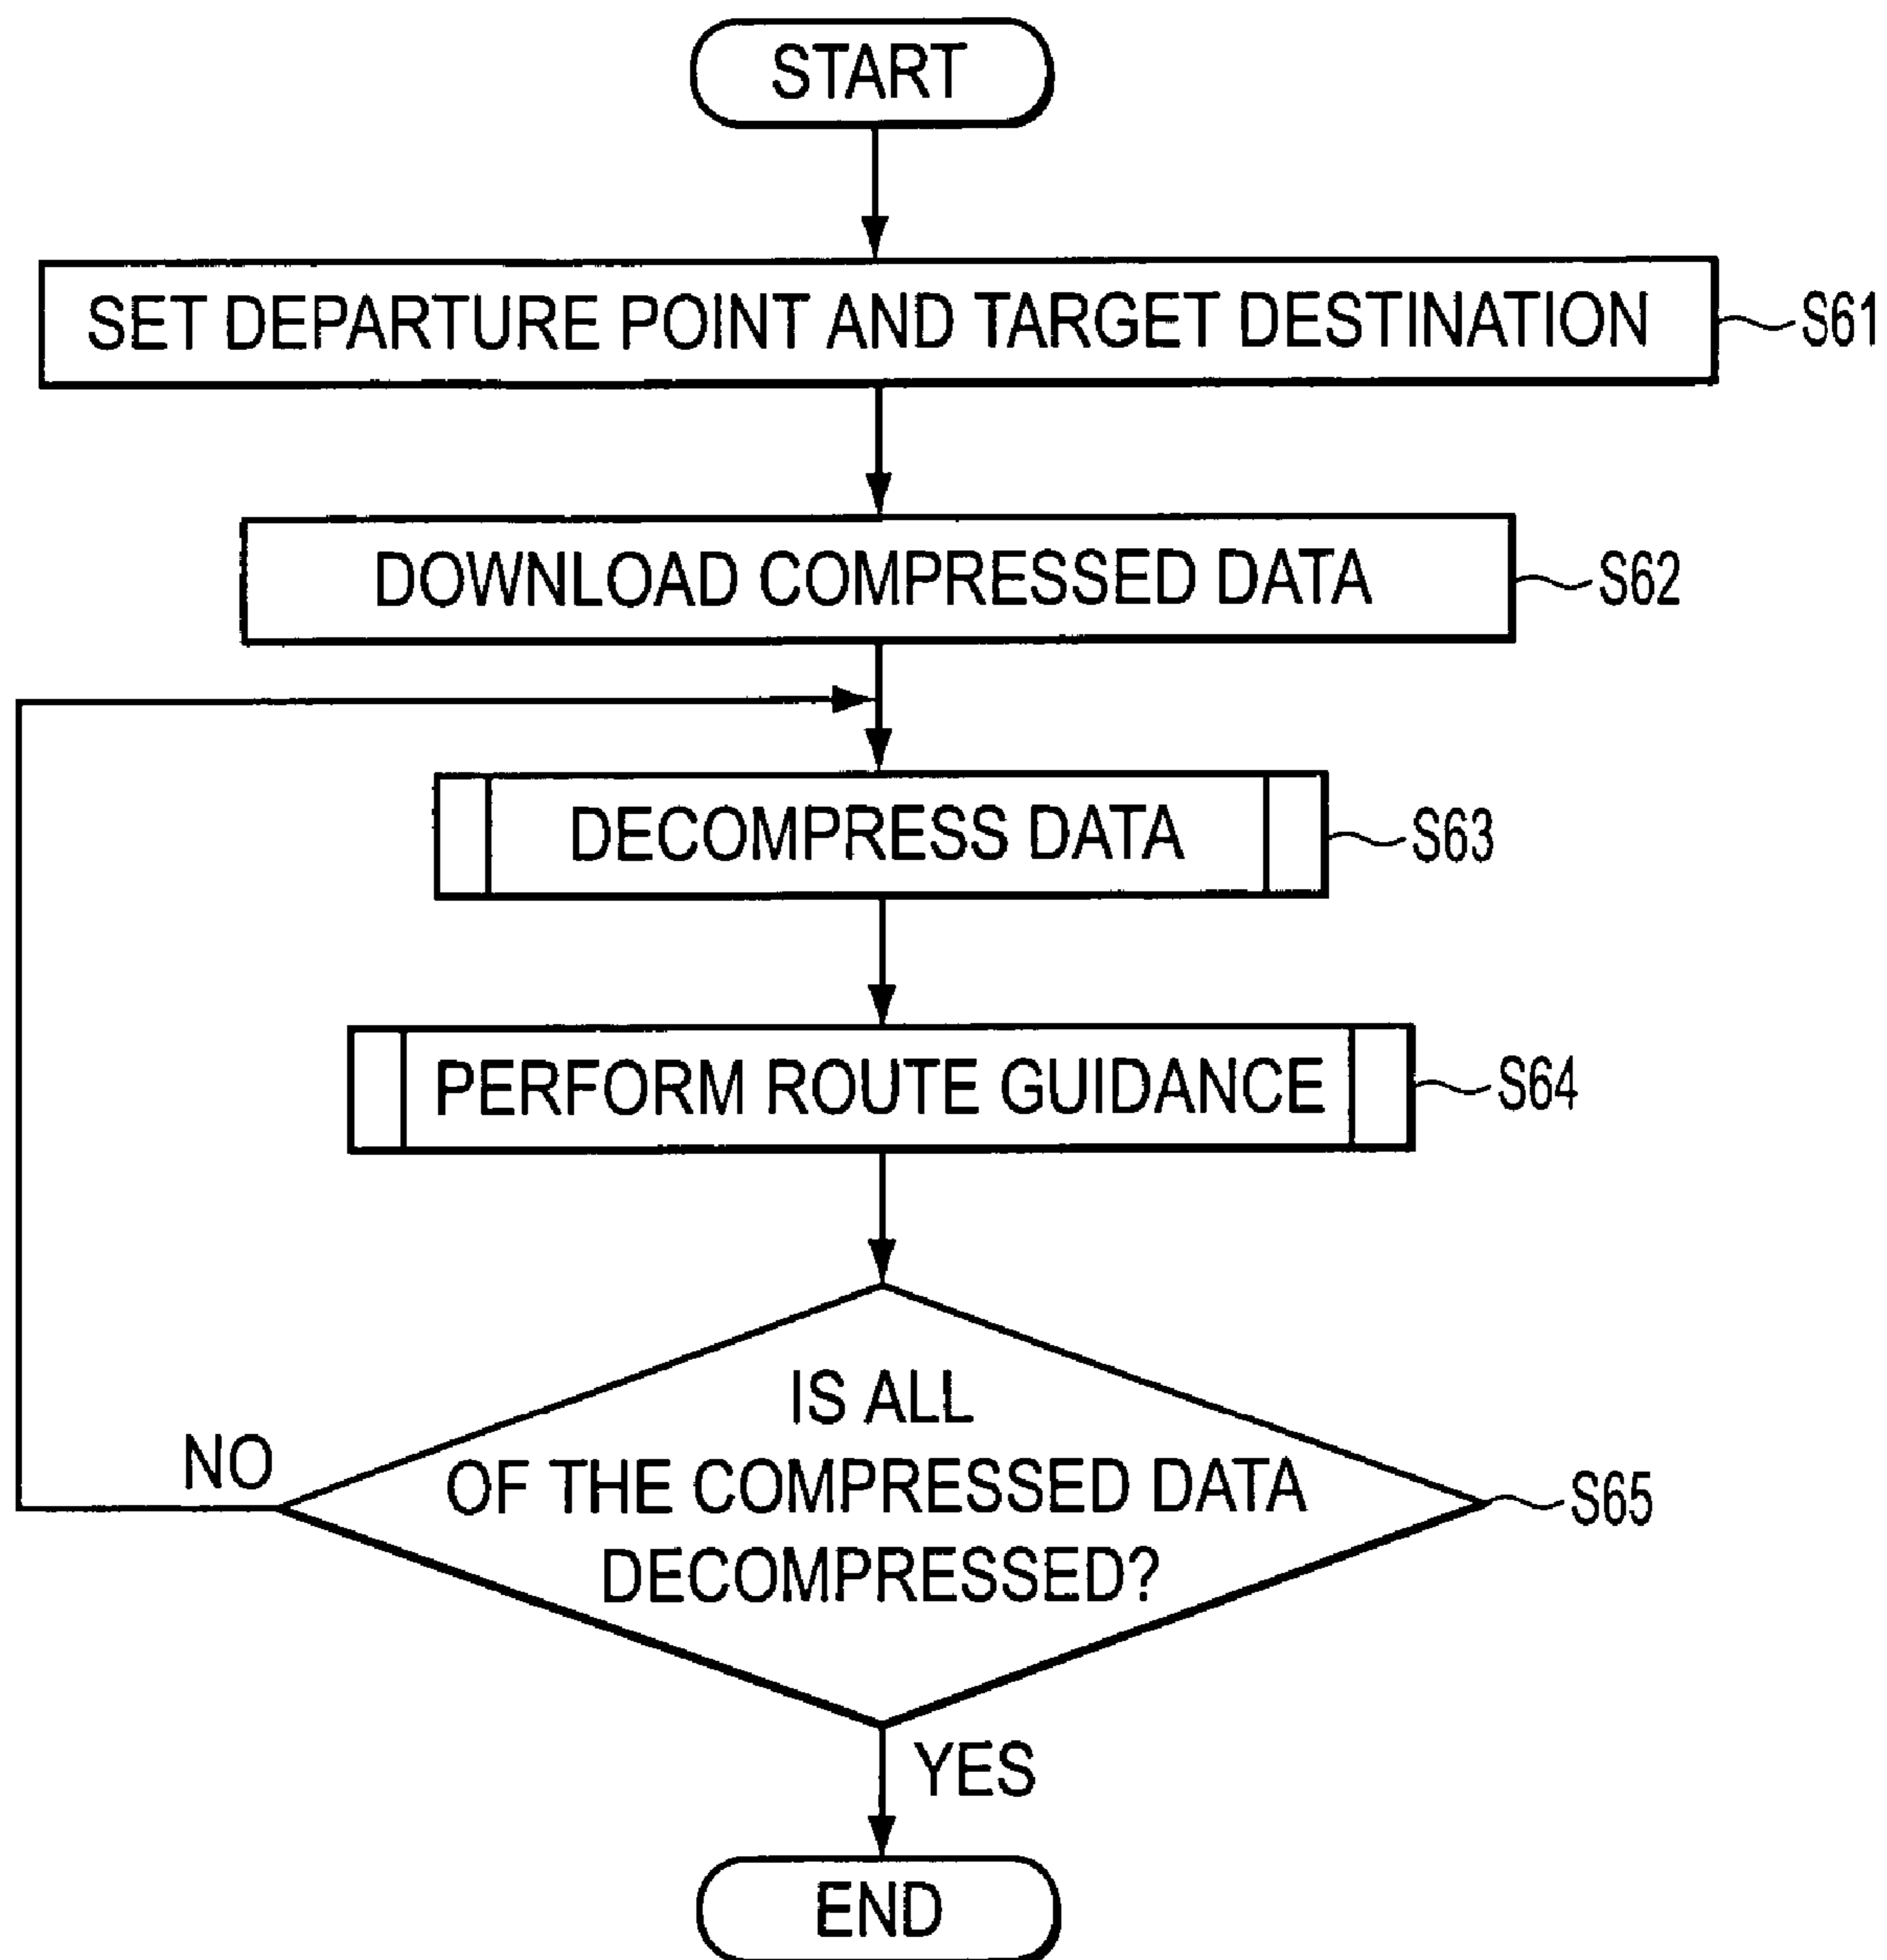 START
SET DEPARTURE POINT AND TARGET DESTINATION
S61
DOWNLOAD COMPRESSED DATA
S62
DECOMPRESS DATA
S63
PERFORM ROUTE GUIDANCE
S64
IS ALL
OF THE COMPRESSED DATA
DECOMPRESSED?
S65
NO
YES
END